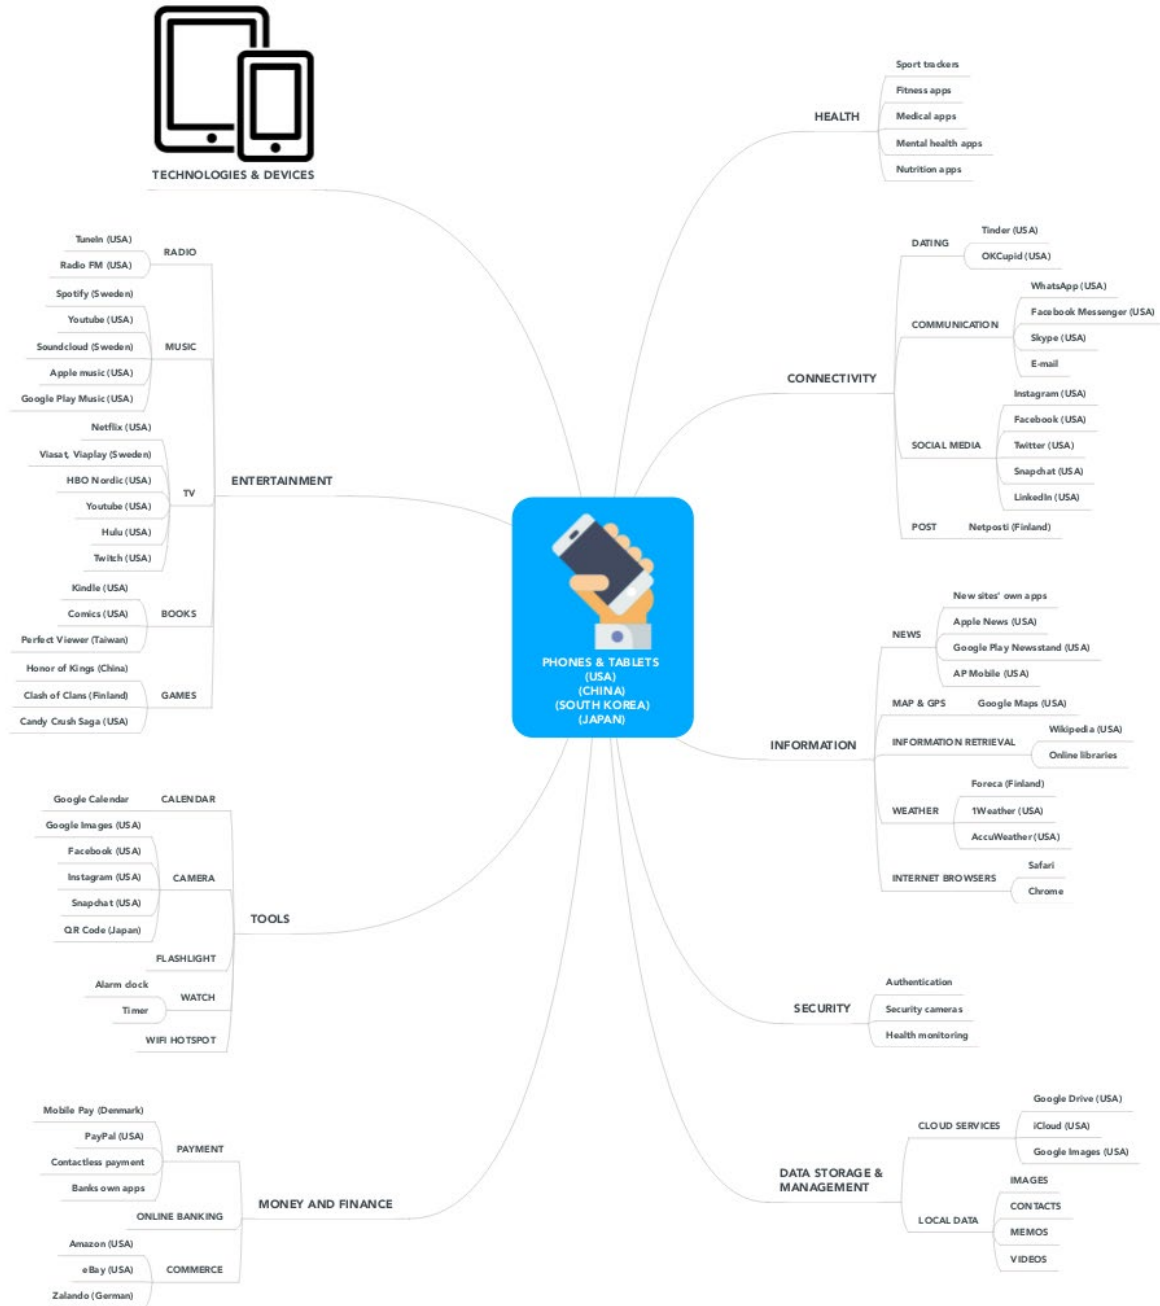 TECHNOLOGIES & DEVICES
TuneIn (USA)
RADIO
Radio FM (USA)
Spotify (Sweden)
Youtube (USA)
Soundcloud (Sweden)
MUSIC
Apple music (USA)
Google Play Music (USA)
Netflix (USA)
Viasat, Viaplay (Sweden)
HBO Nordic (USA)
TV
Youtube (USA)
Hulu (USA)
Twitch (USA)
ENTERTAINMENT
Kindle (USA)
Comics (USA)
BOOKS
Perfect Viewer (Taiwan)
Honor of Kings (China)
Clash of Clans (Finland)
GAMES
Candy Crush Saga (USA)
Google Calendar
CALENDAR
Google Images (USA)
Facebook (USA)
Instagram (USA)
CAMERA
Snapchat (USA)
QR Code (Japan)
TOOLS
FLASHLIGHT
Alarm clock
WATCH
Timer
WIFI HOTSPOT
Mobile Pay (Denmark)
PayPal (USA)
PAYMENT
Contactless payment
Banks own apps
MONEY AND FINANCE
ONLINE BANKING
Amazon (USA)
eBay (USA)
COMMERCE
Zalando (German)
PHONES & TABLETS
(USA)
(CHINA)
(SOUTH KOREA)
(JAPAN)
HEALTH
Sport trackers
Fitness apps
Medical apps
Mental health apps
Nutrition apps
CONNECTIVITY
DATING
Tinder (USA)
OKCupid (USA)
COMMUNICATION
WhatsApp (USA)
Facebook Messenger (USA)
Skype (USA)
E-mail
SOCIAL MEDIA
Instagram (USA)
Facebook (USA)
Twitter (USA)
Snapchat (USA)
LinkedIn (USA)
POST
Netposti (Finland)
INFORMATION
NEWS
New sites' own apps
Apple News (USA)
Google Play Newsstand (USA)
AP Mobile (USA)
MAP & GPS
Google Maps (USA)
INFORMATION RETRIEVAL
Wikipedia (USA)
Online libraries
WEATHER
Foreca (Finland)
1Weather (USA)
AccuWeather (USA)
INTERNET BROWSERS
Safari
Chrome
SECURITY
Authentication
Security cameras
Health monitoring
DATA STORAGE &
MANAGEMENT
CLOUD SERVICES
Google Drive (USA)
iCloud (USA)
Google Images (USA)
LOCAL DATA
IMAGES
CONTACTS
MEMOS
VIDEOS